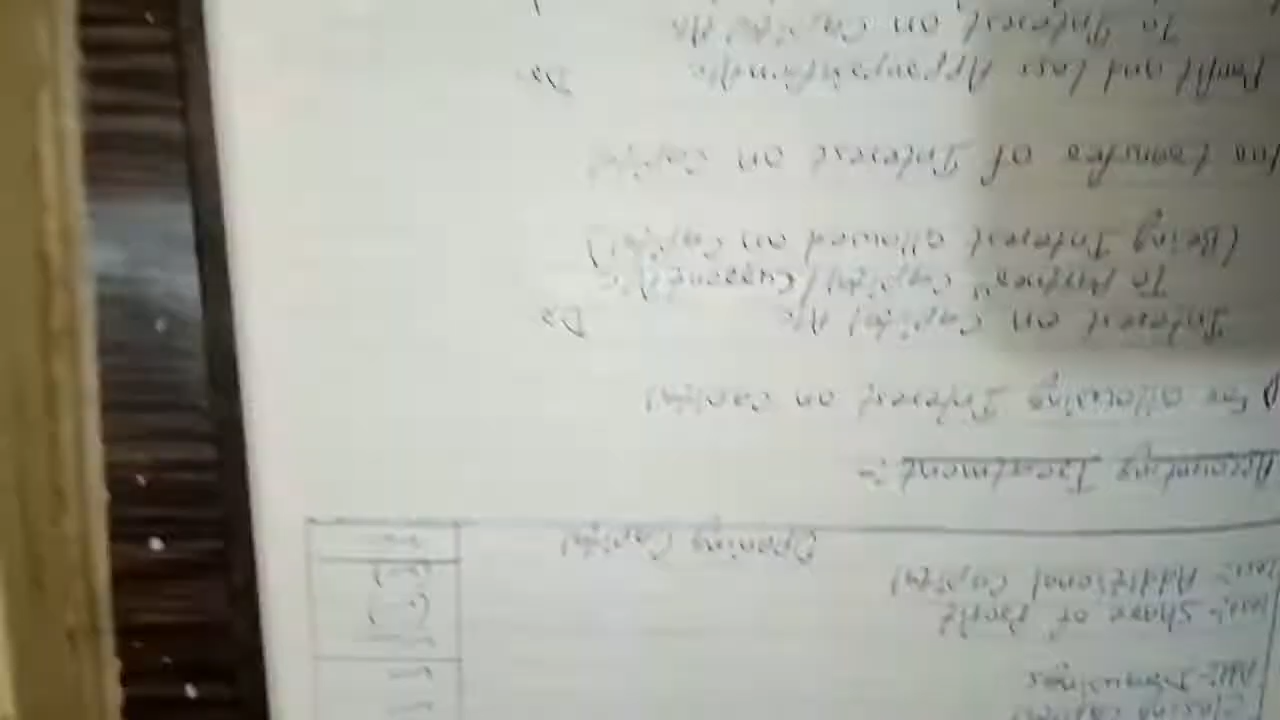 Closing Capital
Add:- Drawings
Less:- Share of Profit
Less:- Additional Capital
Opening Capital
Accounting Treatment :-
For allowing Interest on Capital
Interest on Capital A/c Dr
To Partner's Capital/Current A/c
(Being Interest allowed on Capital)
transfer of Interest on Capital
Profit and Loss Appropriation A/c Dr
To Interest on Capital A/c